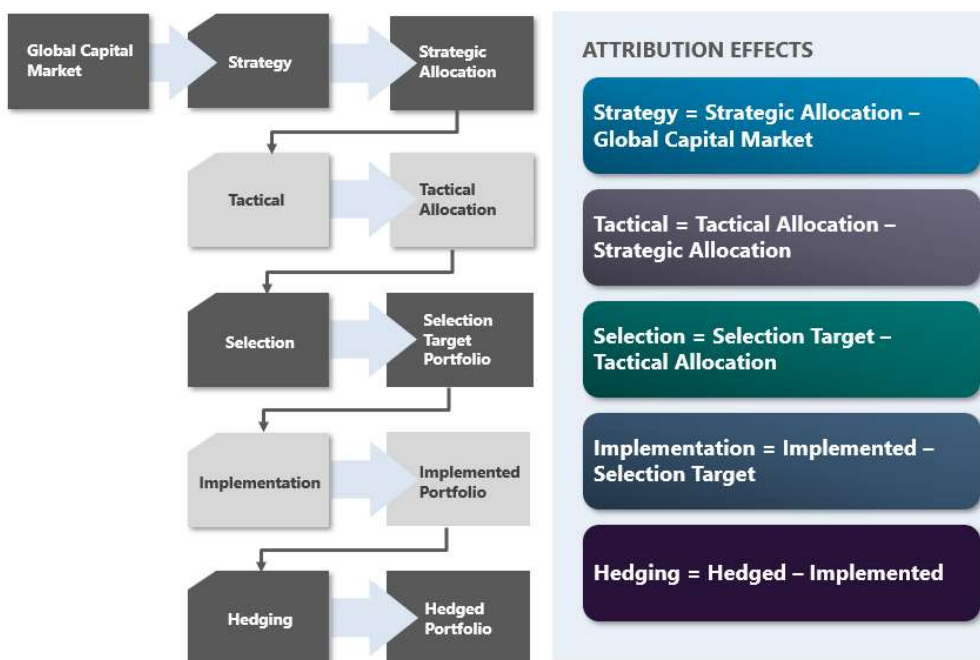 Global Capital
Market
Strategy
Strategic
Allocation
Tactical
Tactical
Allocation
Selection
Selection
Target
Portfolio
Implementation
Implemented
Portfolio
Hedging
Hedged
Portfolio
ATTRIBUTION EFFECTS
Strategy = Strategic Allocation –
Global Capital Market
Tactical = Tactical Allocation –
Strategic Allocation
Selection = Selection Target –
Tactical Allocation
Implementation = Implemented –
Selection Target
Hedging = Hedged – Implemented